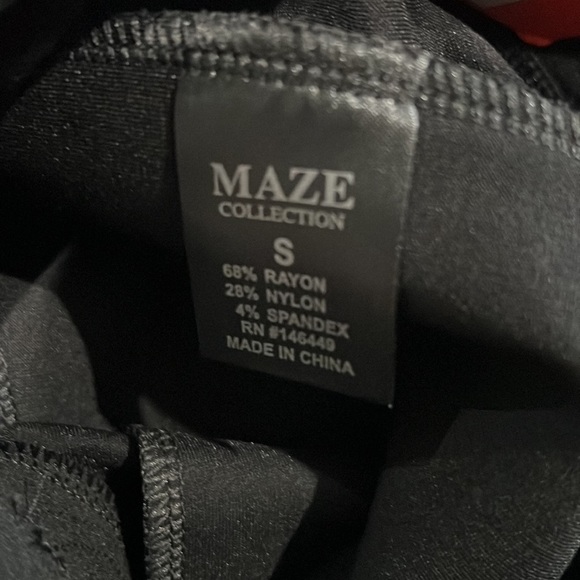 MAZE
COLLECTION
S
68% RAYON
28% NYLON
4% SPANDEX
RN #146449
MADE IN CHINA